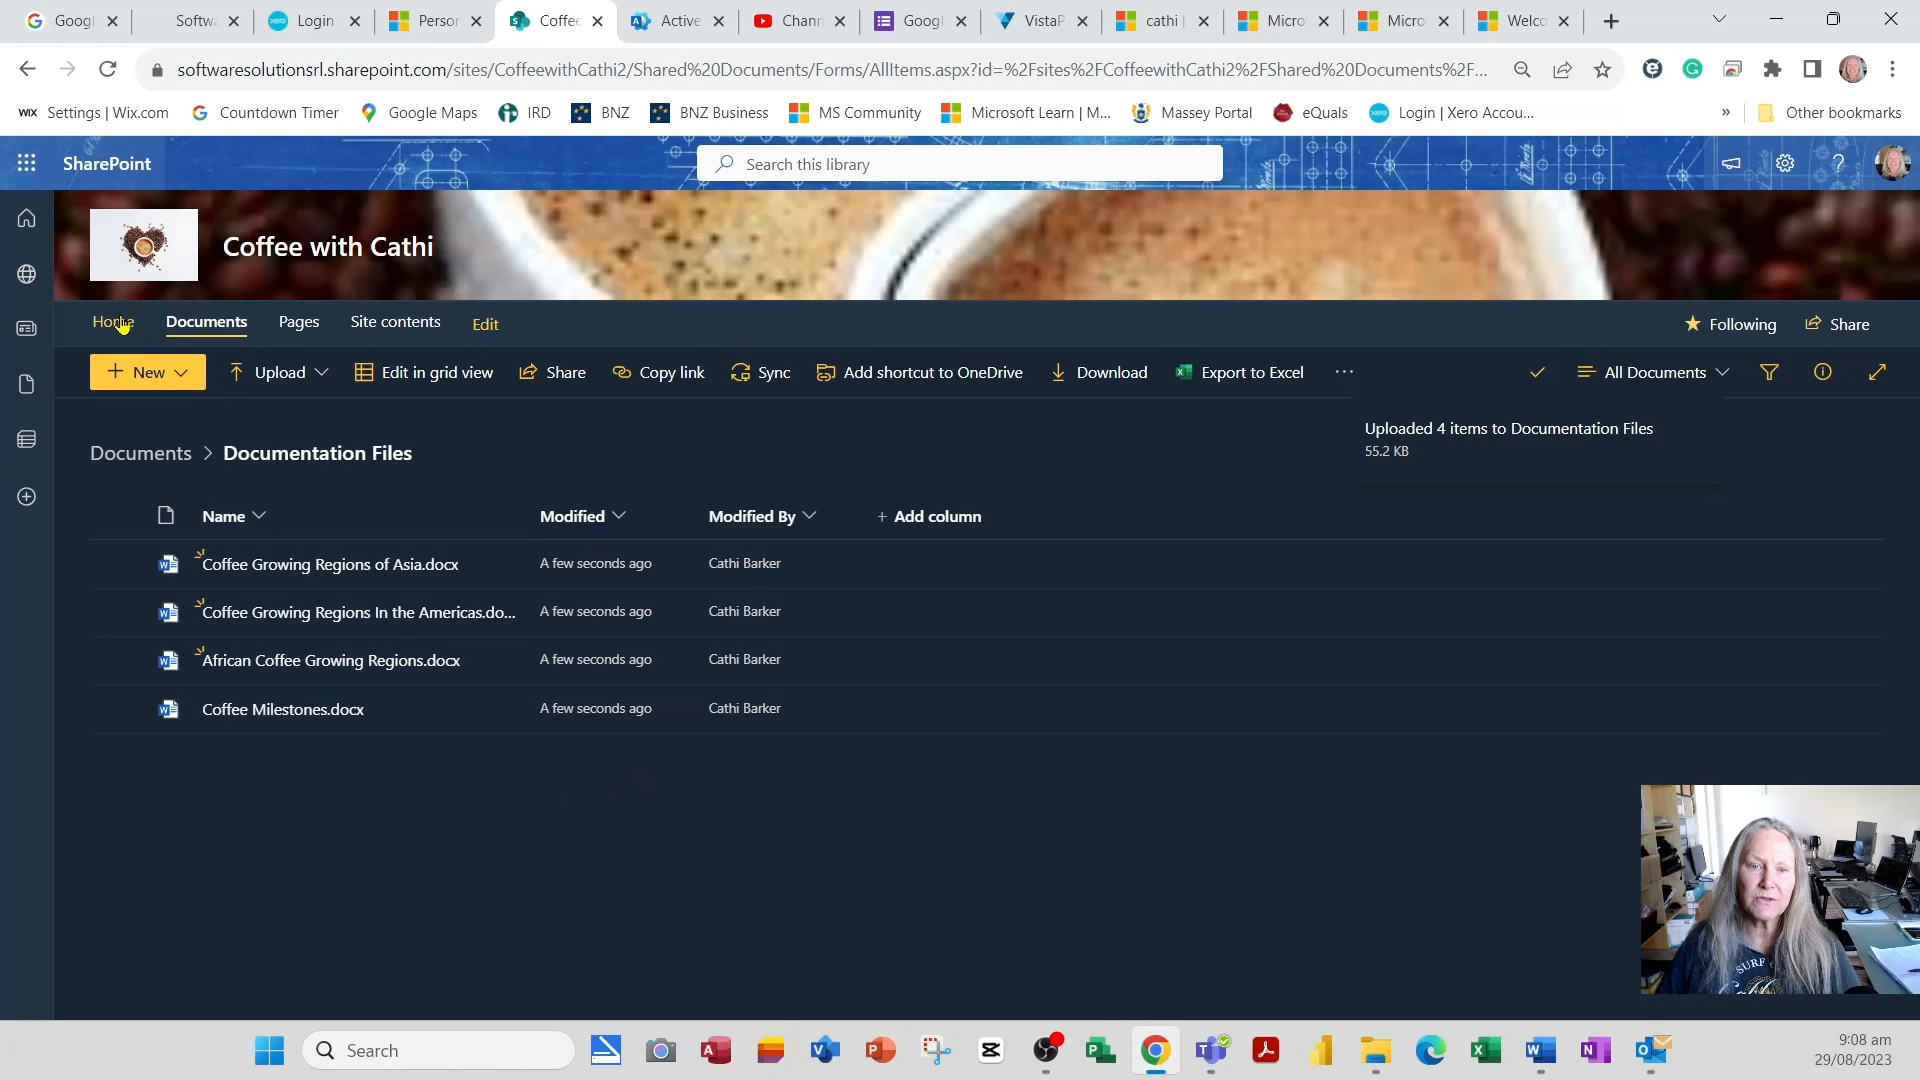 Googl
Softwa
Login
Person
Coffee
Active
Chann
Googl
VistaP
cathi |
Micro
Micro
Welco
softwaresolutionsrl.sharepoint.com/sites/CoffeewithCathi2/Shared%20Documents/Forms/AllItems.aspx?id=%2Fsites%2FCoffeewithCathi2%2FShared%20Documents%2F...
WIX Settings | Wix.com
Countdown Timer
Google Maps
IRD
BNZ
BNZ Business
MS Community
Microsoft Learn | M...
Massey Portal
eQuals
xero Login | Xero Accou...
»
Other bookmarks
SharePoint
Search this library
Coffee with Cathi
Home
Documents
Pages
Site contents
Edit
Following
Share
+ New
Upload
Edit in grid view
Share
Copy link
Sync
Add shortcut to OneDrive
Download
Export to Excel
...
All Documents
Uploaded 4 items to Documentation Files
55.2 KB
Documents > Documentation Files
Name
Modified
Modified By
+ Add column
Coffee Growing Regions of Asia.docx
A few seconds ago
Cathi Barker
Coffee Growing Regions In the Americas.do...
A few seconds ago
Cathi Barker
African Coffee Growing Regions.docx
A few seconds ago
Cathi Barker
Coffee Milestones.docx
A few seconds ago
Cathi Barker
SURF
Search
9:08 am
29/08/2023